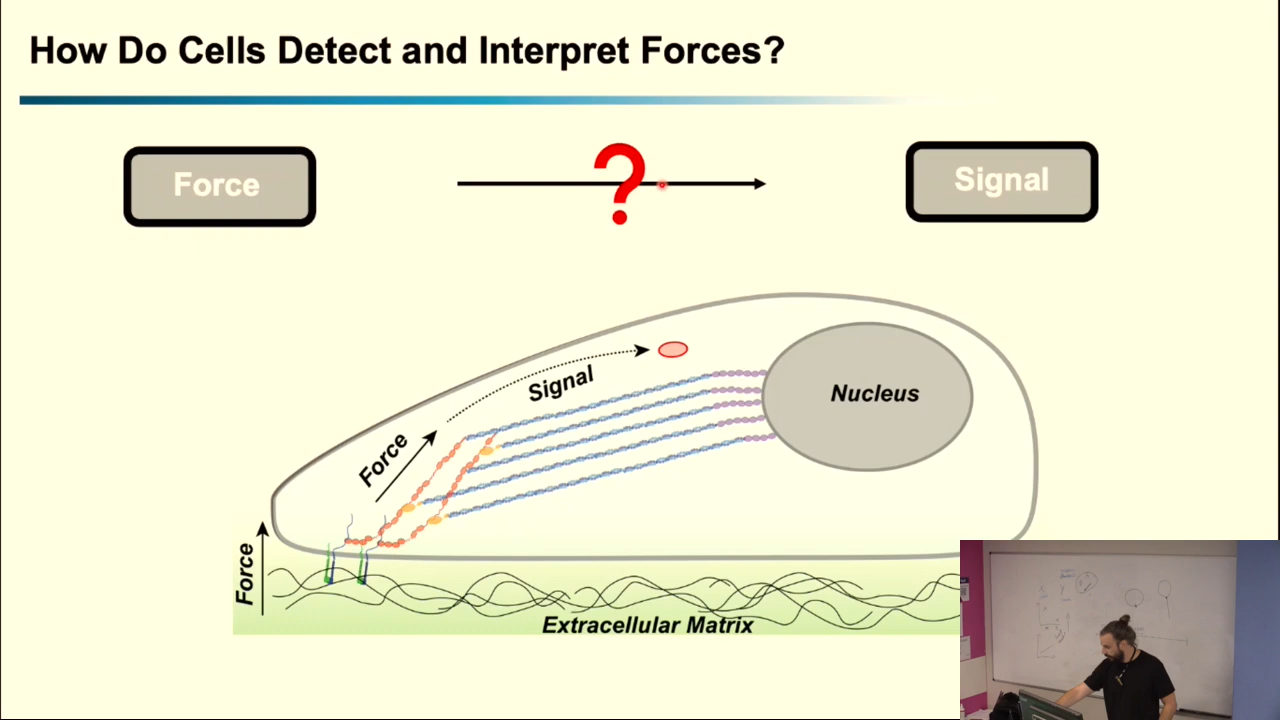 How Do Cells Detect and Interpret Forces?
Force
?
Signal
Signal
Force
Nucleus
Force
Extracellular Matrix